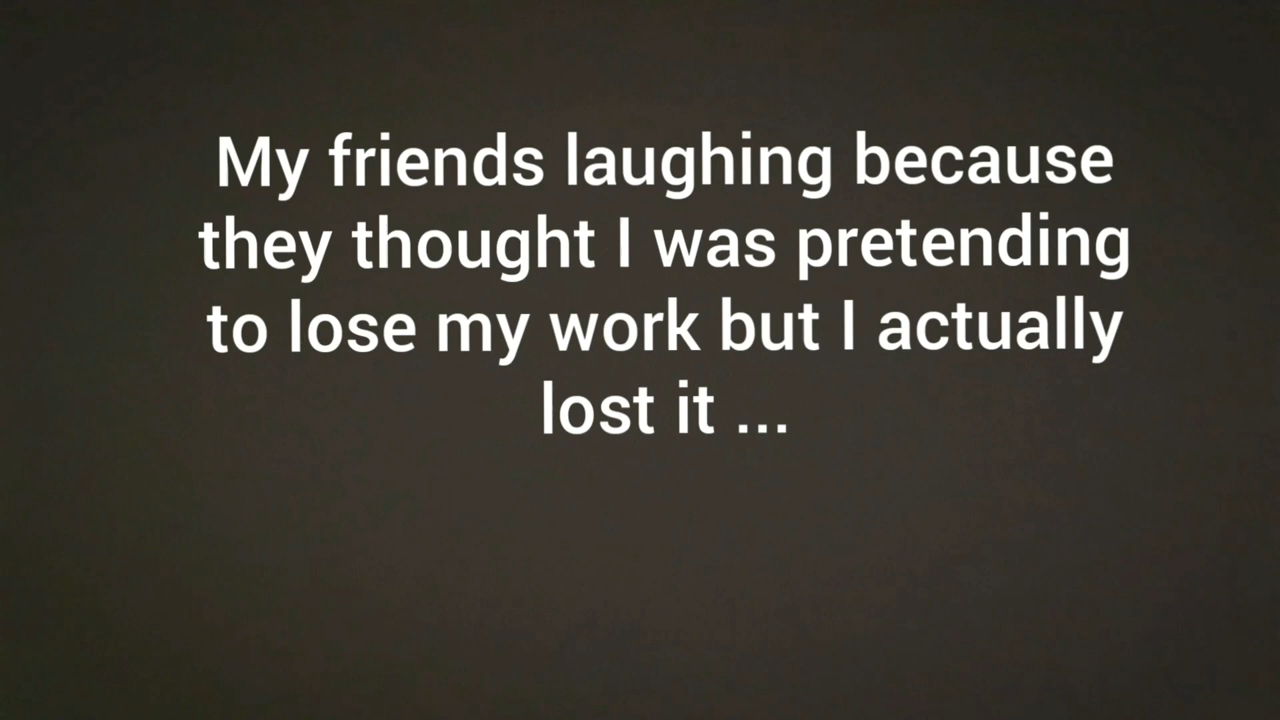 My friends laughing because
they thought I was pretending
to lose my work but I actually
lost it ...